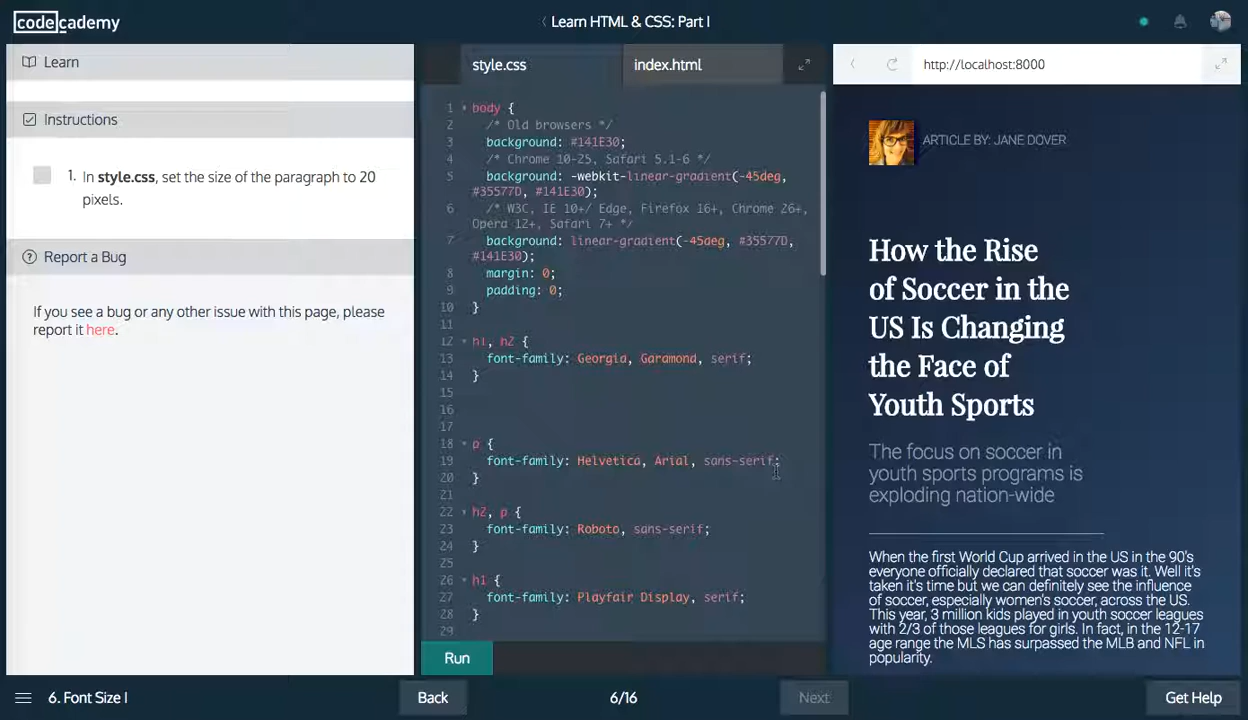 codecademy
Learn HTML & CSS: Part I
Learn
Instructions
1. In style.css, set the size of the paragraph to 20
pixels.
Report a Bug
If you see a bug or any other issue with this page, please
report it here.
style.css
index.html
1 body {
2 /* Old browsers */
3 background: #141E30;
4 /* Chrome 10-25, Safari 5.1-6 */
5 background: -webkit-linear-gradient(-45deg,
#35577D, #141E30);
6 /* W3C, IE 10+/ Edge, Firefox 16+, Chrome 26+,
Opera 12+, Safari 7+ */
7 background: linear-gradient(-45deg, #35577D,
#141E30);
8 margin: 0;
9 padding: 0;
10 }
11
12 h1, h2 {
13 font-family: Georgia, Garamond, serif;
14 }
15
16
17
18 p {
19 font-family: Helvetica, Arial, sans-serif;
20 }
21
22 h2, p {
23 font-family: Roboto, sans-serif;
24 }
25
26 h1 {
27 font-family: Playfair Display, serif;
28 }
29
Run
http://localhost:8000
ARTICLE BY: JANE DOVER
How the Rise
of Soccer in the
US Is Changing
the Face of
Youth Sports
The focus on soccer in
youth sports programs is
exploding nation-wide
When the first World Cup arrived in the US in the 90's
everyone officially declared that soccer was it. Well it's
taken it's time but we can definitely see the influence
of soccer, especially women's soccer, across the US.
This year, 3 million kids played in youth soccer leagues
with 2/3 of those leagues for girls. In fact, in the 12-17
age range the MLS has surpassed the MLB and NFL in
popularity.
6. Font Size I
Back
6/16
Next
Get Help